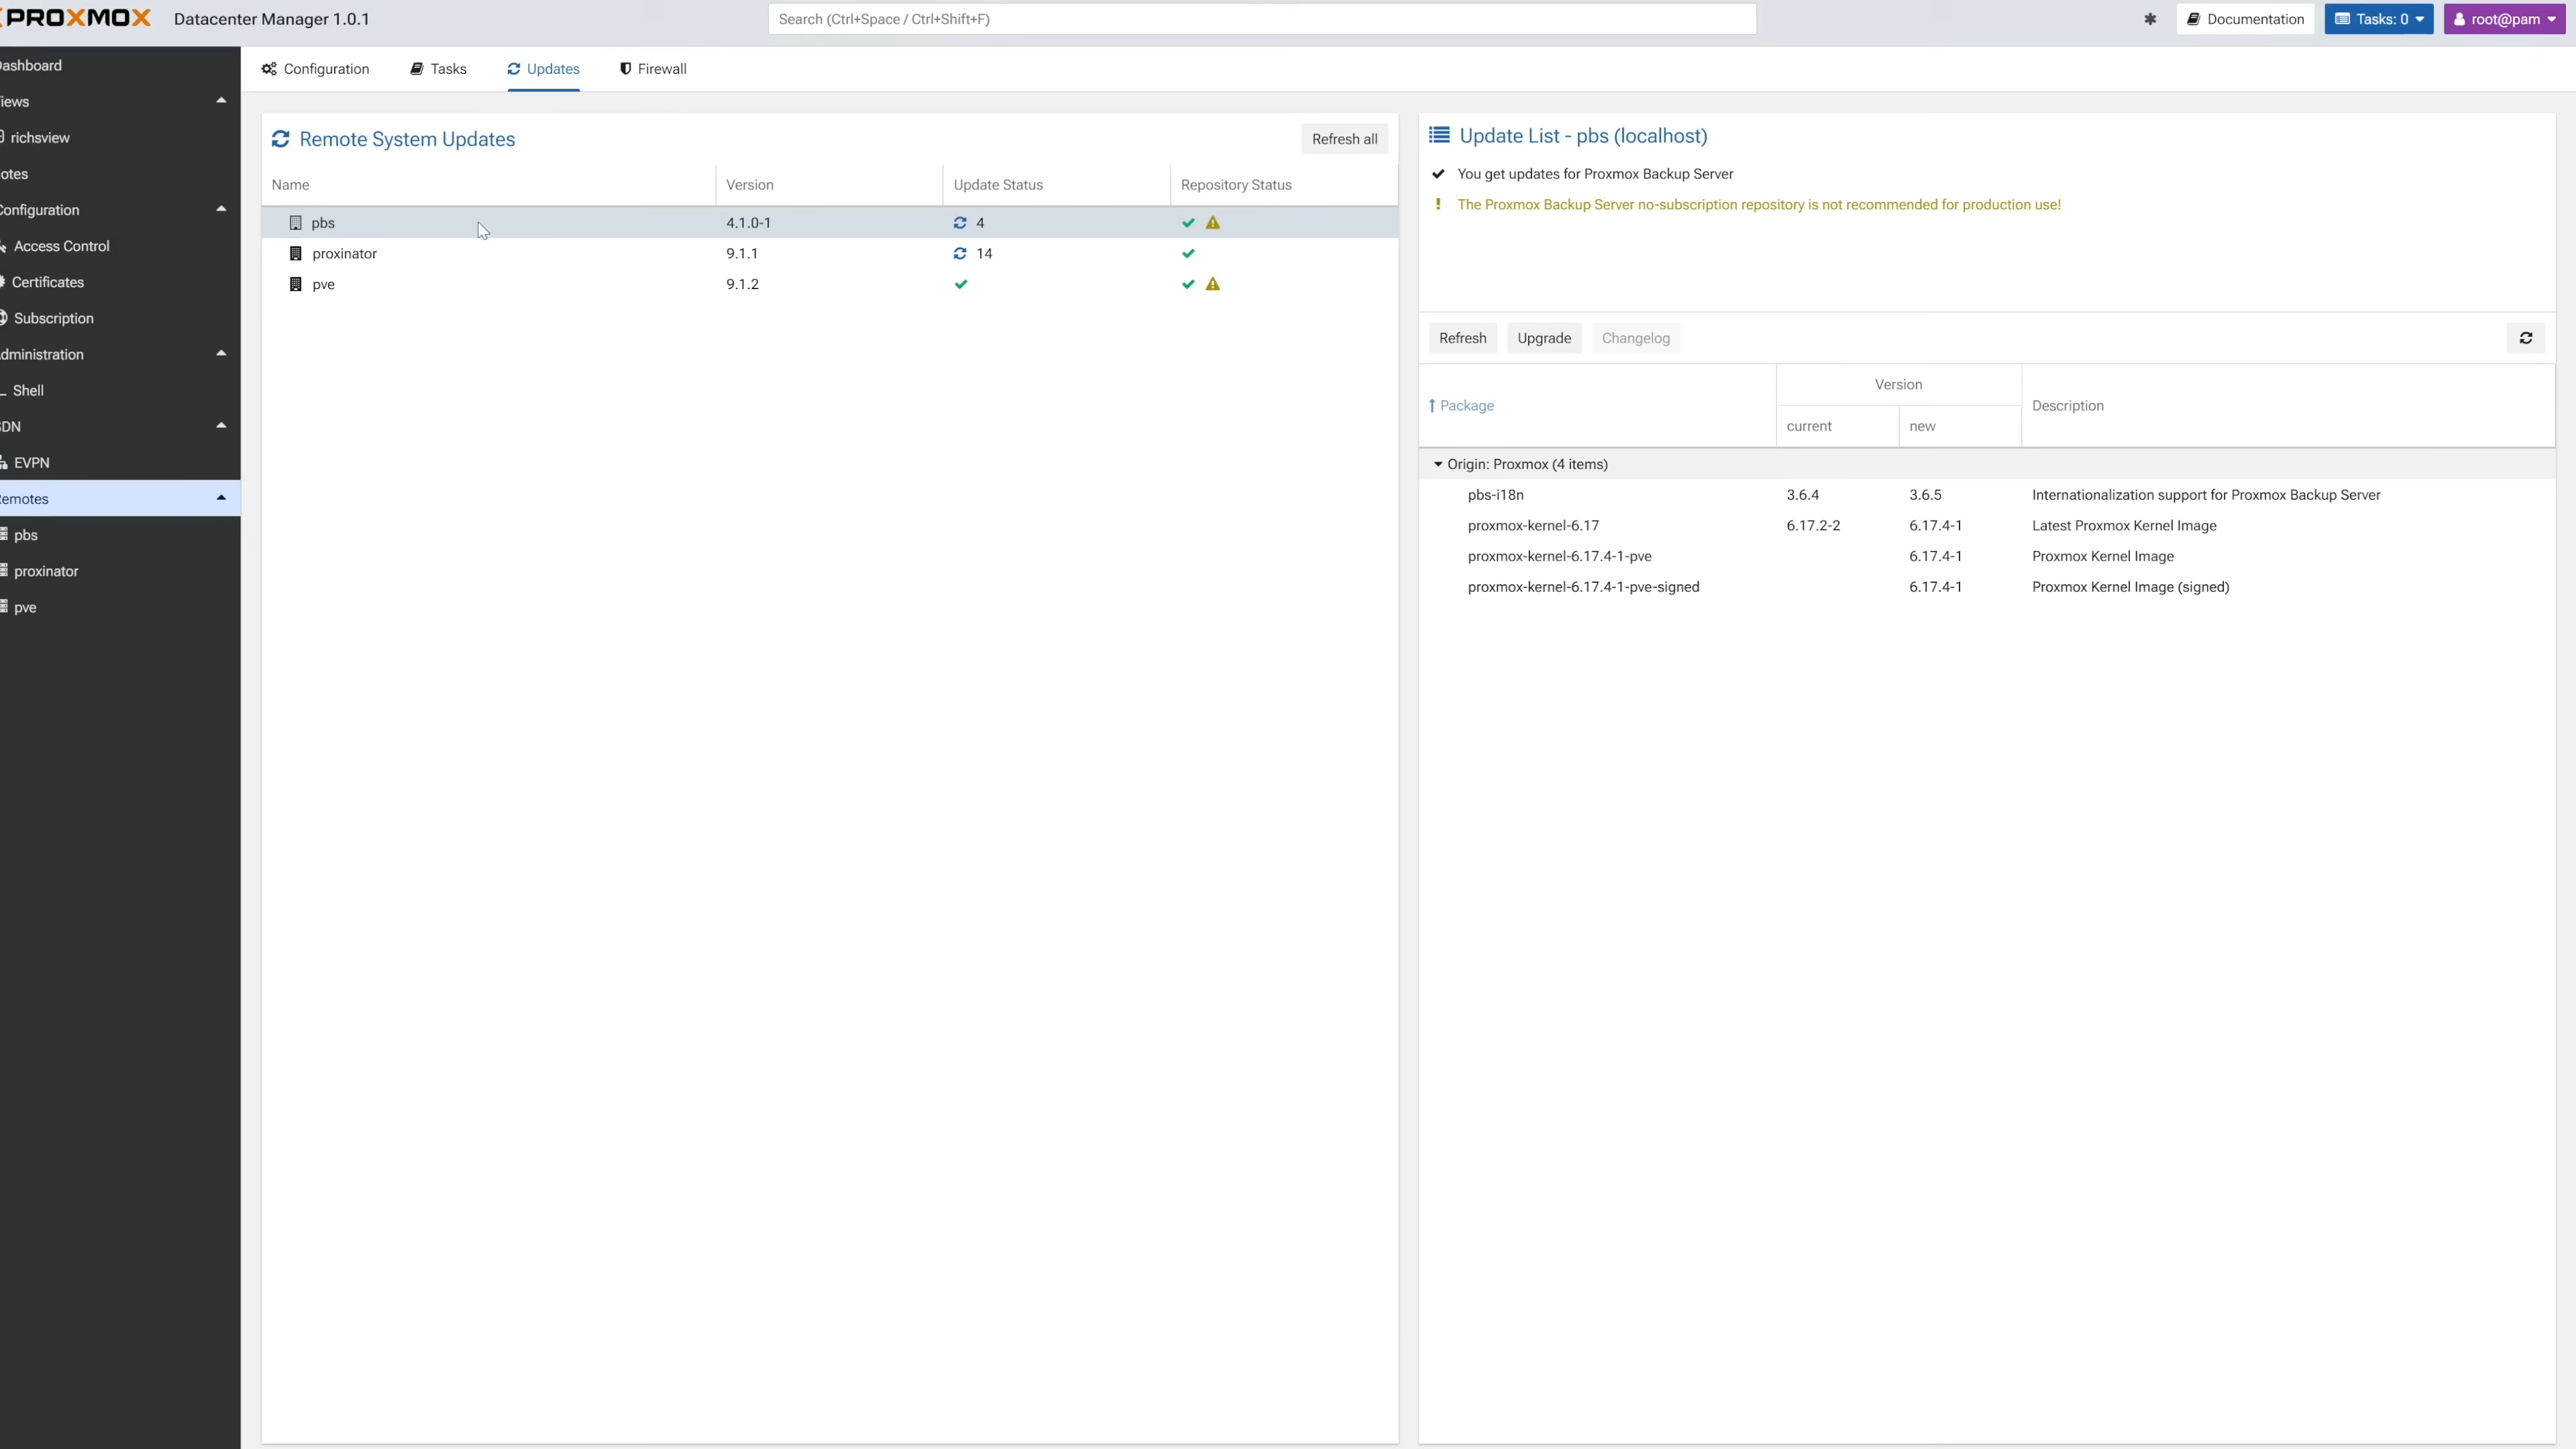 PROXMOX Datacenter Manager 1.0.1
Search (Ctrl+Space / Ctrl+Shift+F)
Documentation
Tasks: 0
root@pam
ashboard
iews
richsview
otes
onfiguration
Access Control
Certificates
Subscription
dministration
Shell
DN
EVPN
emotes
pbs
proxinator
pve
Configuration
Tasks
Updates
Firewall
Remote System Updates
Refresh all
Name Version Update Status Repository Status
pbs 4.1.0-1 4
proxinator 9.1.1 14
pve 9.1.2
Update List - pbs (localhost)
You get updates for Proxmox Backup Server
! The Proxmox Backup Server no-subscription repository is not recommended for production use!
Refresh Upgrade Changelog
Package
Version
current new
Description
Origin: Proxmox (4 items)
pbs-i18n 3.6.4 3.6.5 Internationalization support for Proxmox Backup Server
proxmox-kernel-6.17 6.17.2-2 6.17.4-1 Latest Proxmox Kernel Image
proxmox-kernel-6.17.4-1-pve 6.17.4-1 Proxmox Kernel Image
proxmox-kernel-6.17.4-1-pve-signed 6.17.4-1 Proxmox Kernel Image (signed)